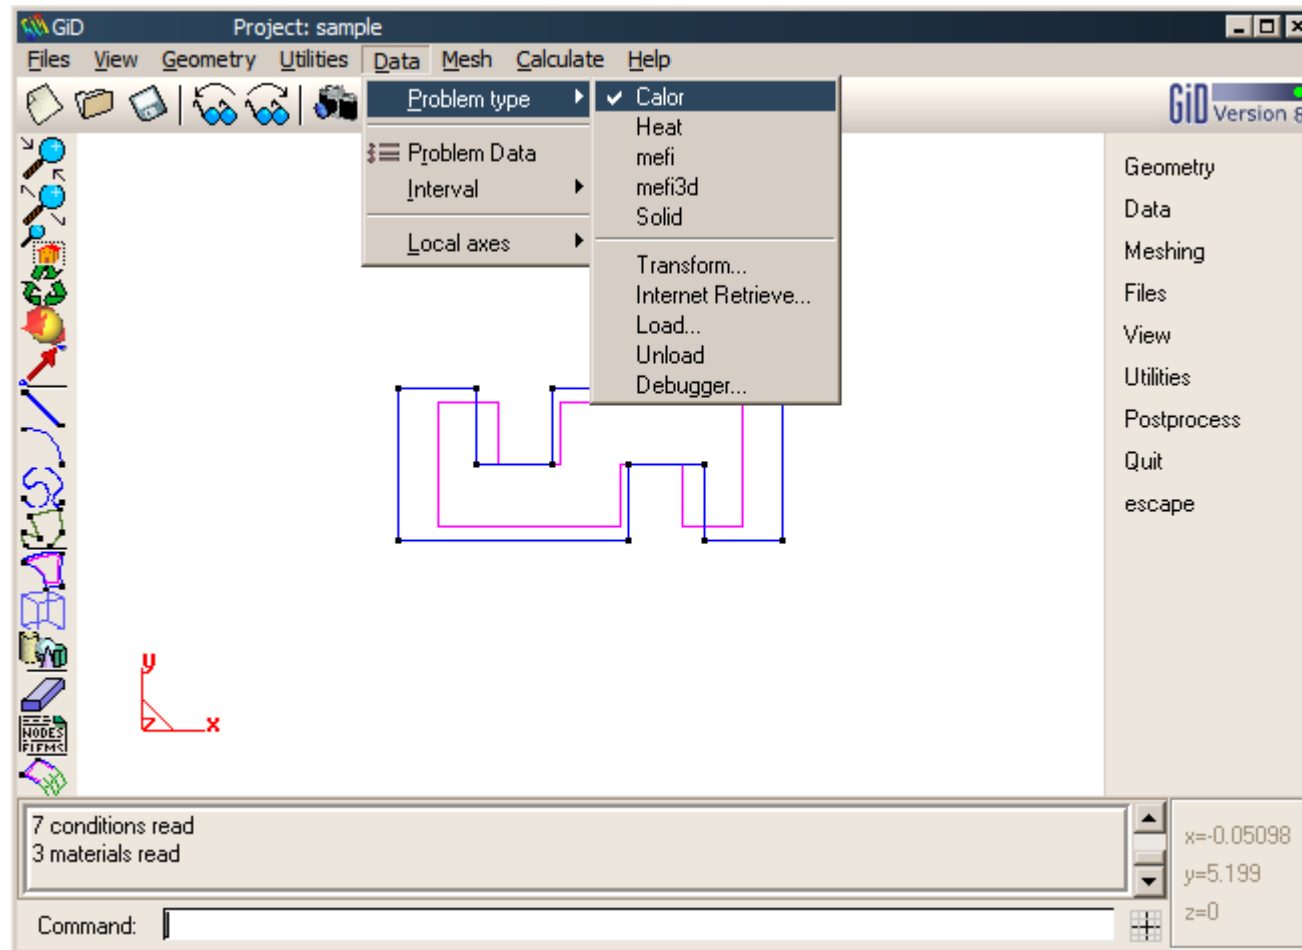 GiD Project: sample
Files View Geometry Utilities Data Mesh Calculate Help
Problem type
Problem Data
Interval
Local axes
Calor
Heat
mefi
mefi3d
Solid
Transform...
Internet Retrieve...
Load...
Unload
Debugger...
GiD Version 8
Geometry
Data
Meshing
Files
View
Utilities
Postprocess
Quit
escape
NODES
ELEMS
y
z x
7 conditions read
3 materials read
x=-0.05098
y=5.199
z=0
Command: